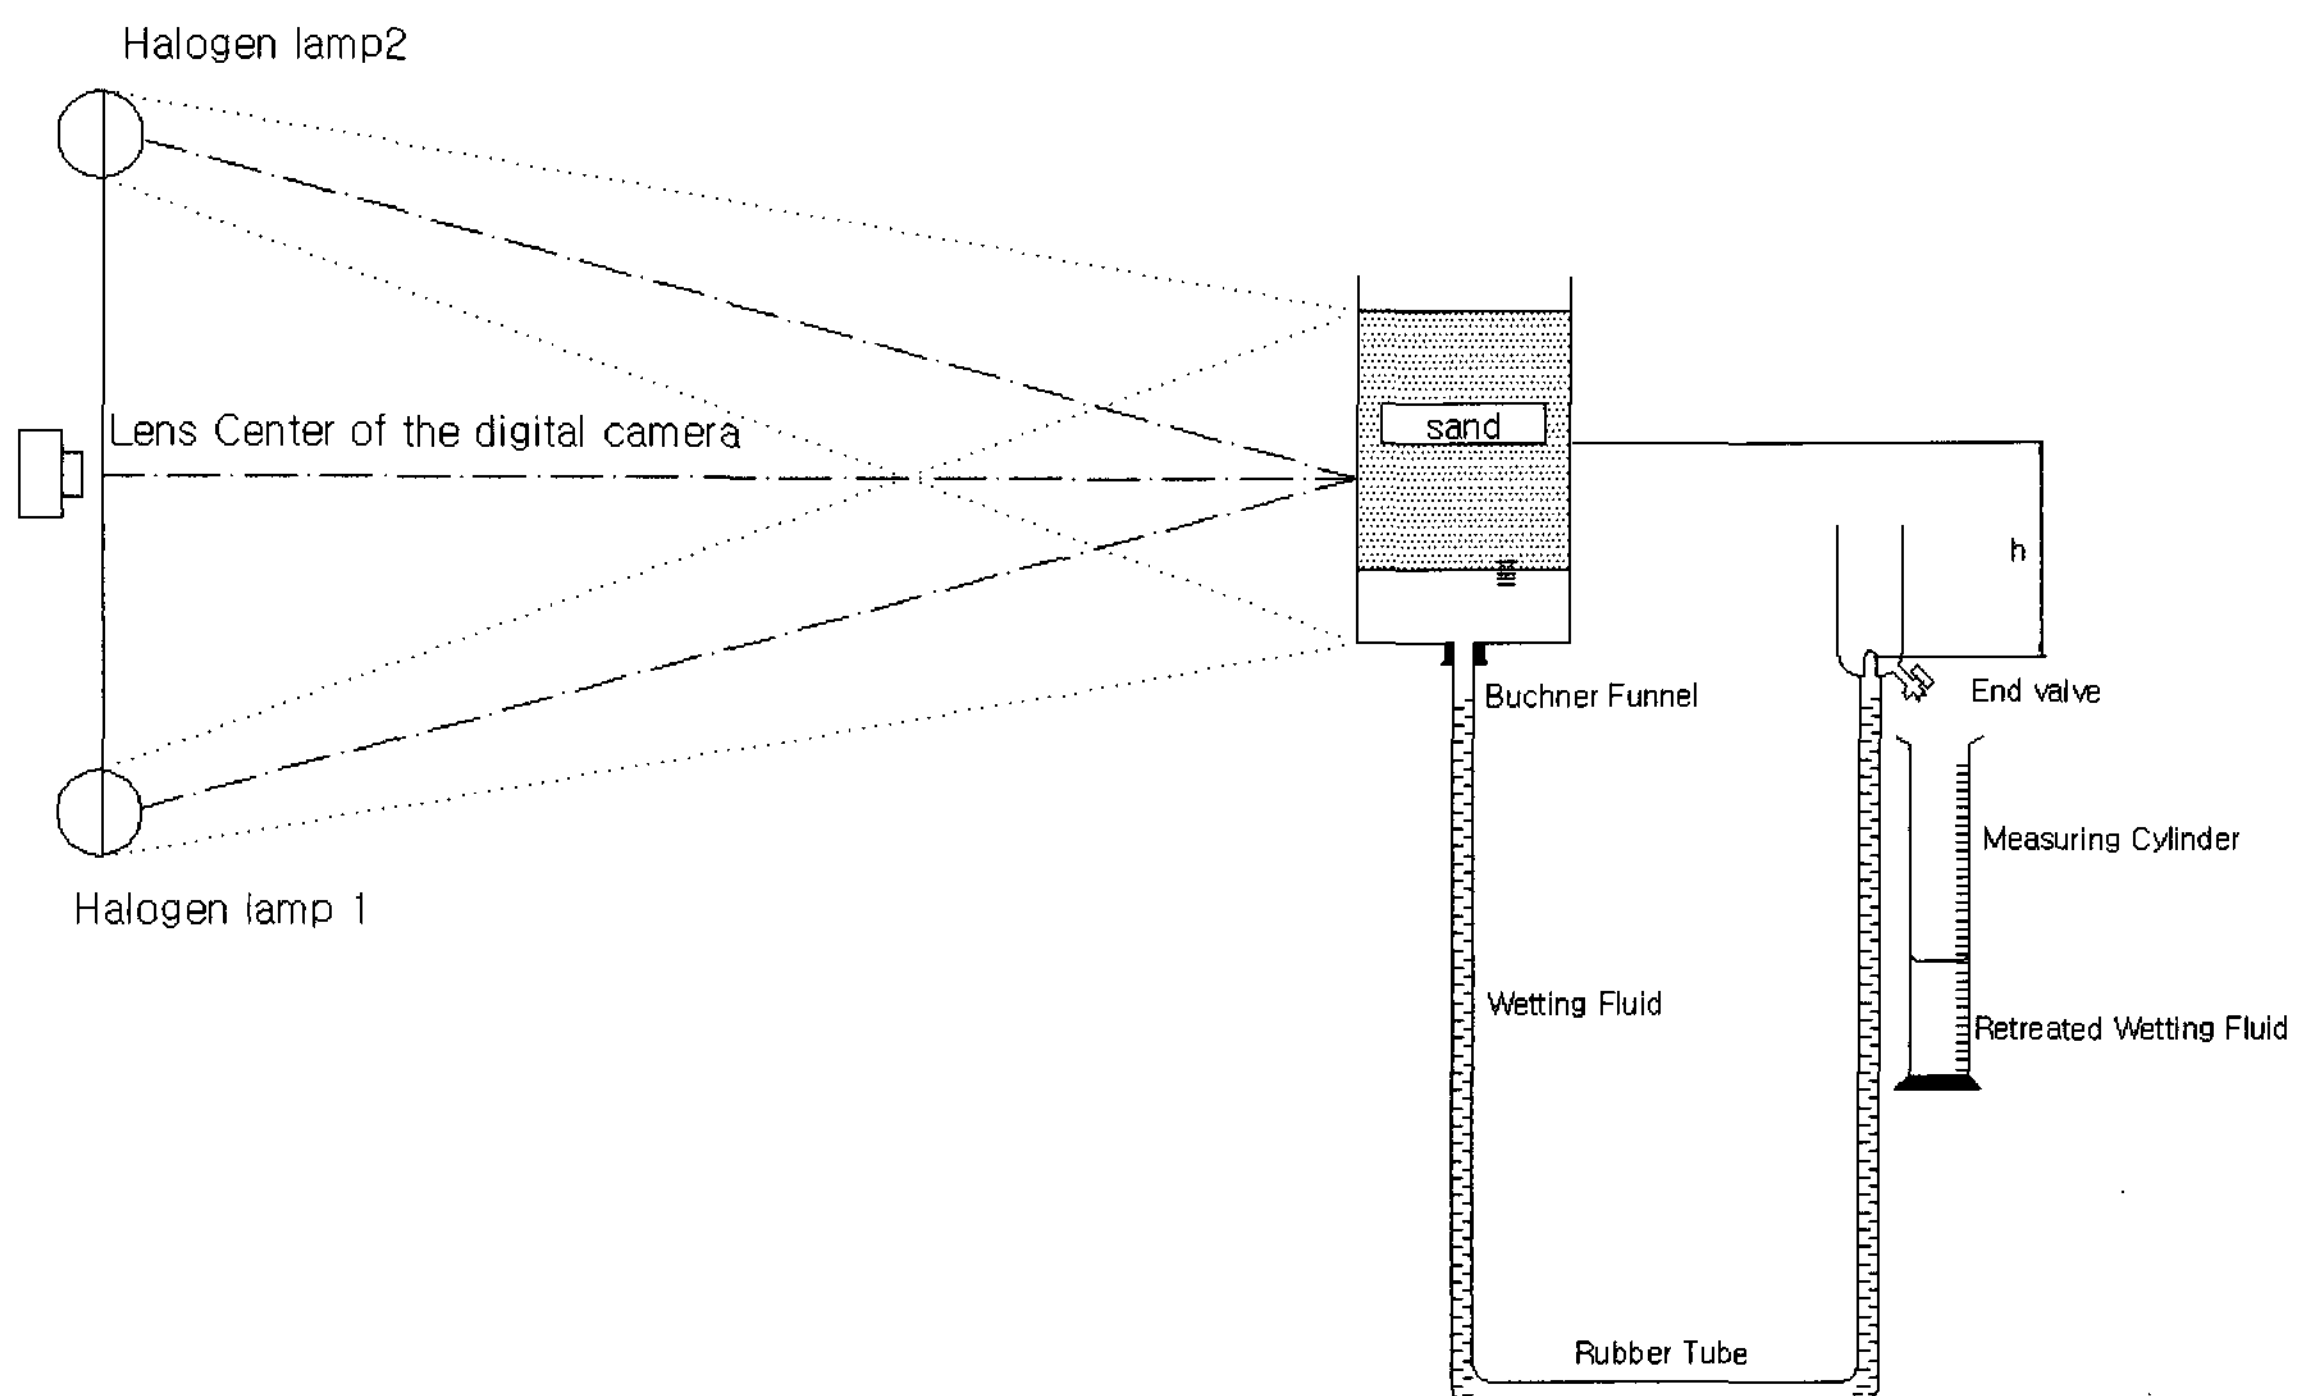 Halogen lamp2
Lens Center of the digital camera
sand
h
Buchner Funnel
End valve
Measuring Cylinder
Halogen lamp 1
Wetting Fluid
Retreated Wetting Fluid
Rubber Tube